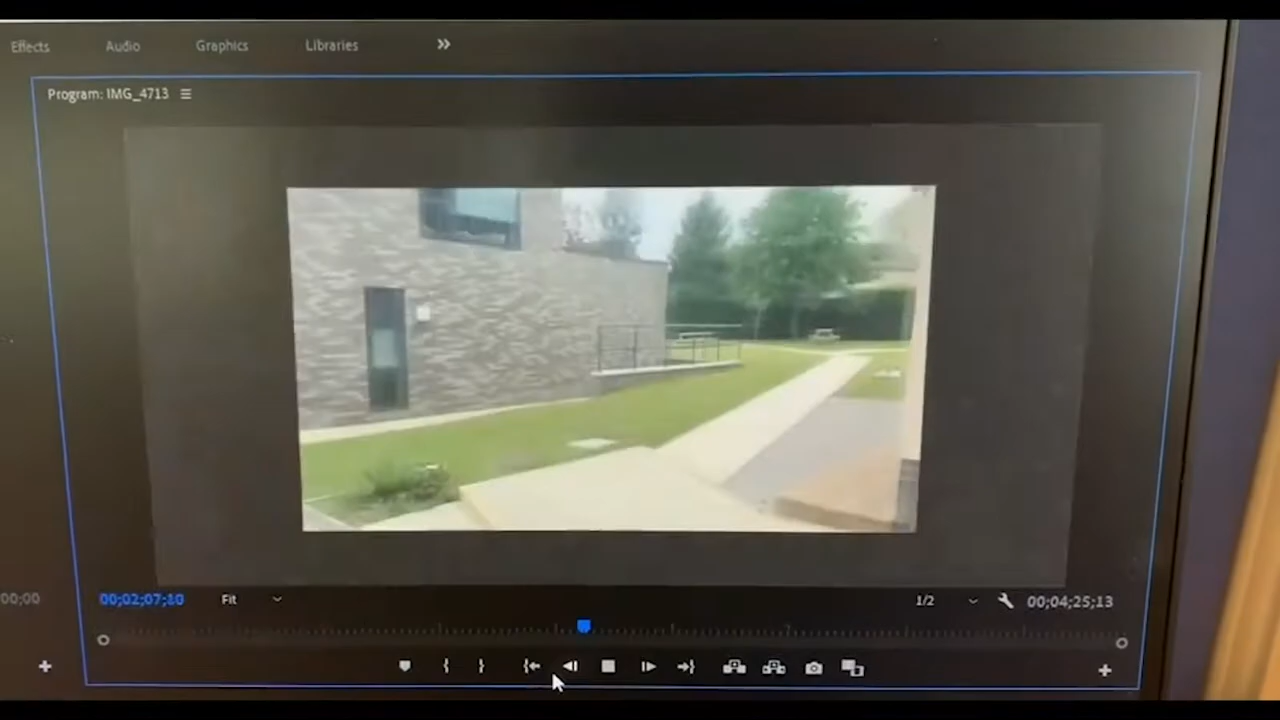 Effects Audio Graphics Libraries
Program: IMG_4713
00;00 00;02;07;10 Fit 1/2 00;04;25;13